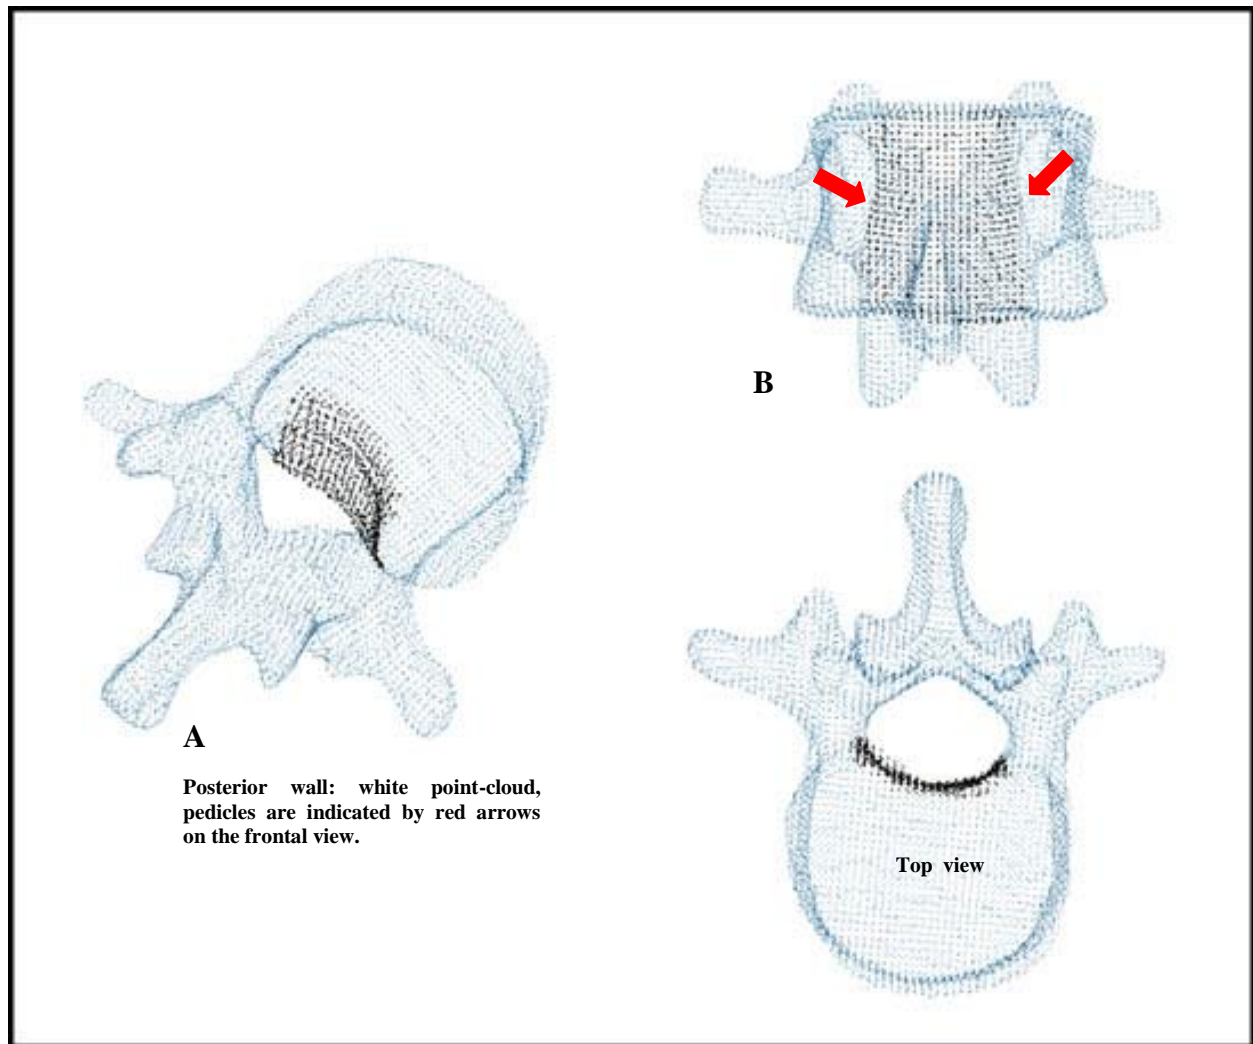 B
A
Posterior wall: white point-cloud,
pedicles are indicated by red arrows
on the frontal view.
Top view